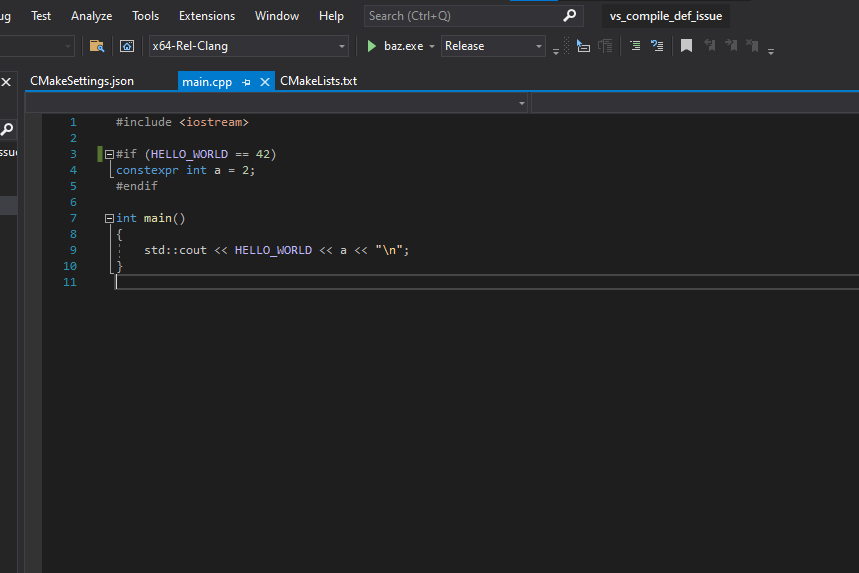 ug Test Analyze Tools Extensions Window Help Search (Ctrl+Q) vs_compile_def_issue
x64-Rel-Clang baz.exe Release
CMakeSettings.json main.cpp CMakeLists.txt
1 #include <iostream>
2
3 #if (HELLO_WORLD == 42)
4 constexpr int a = 2;
5 #endif
6
7 int main()
8 {
9 std::cout << HELLO_WORLD << a << "\n";
10 }
11